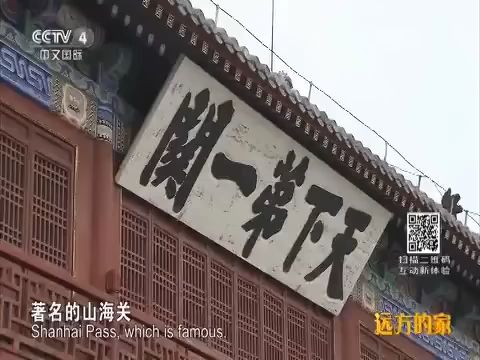 CCTV 4
中文国际
天下第一關
扫描二维码
互动新体验
著名的山海关
Shanhai Pass, which is famous.
远方的家